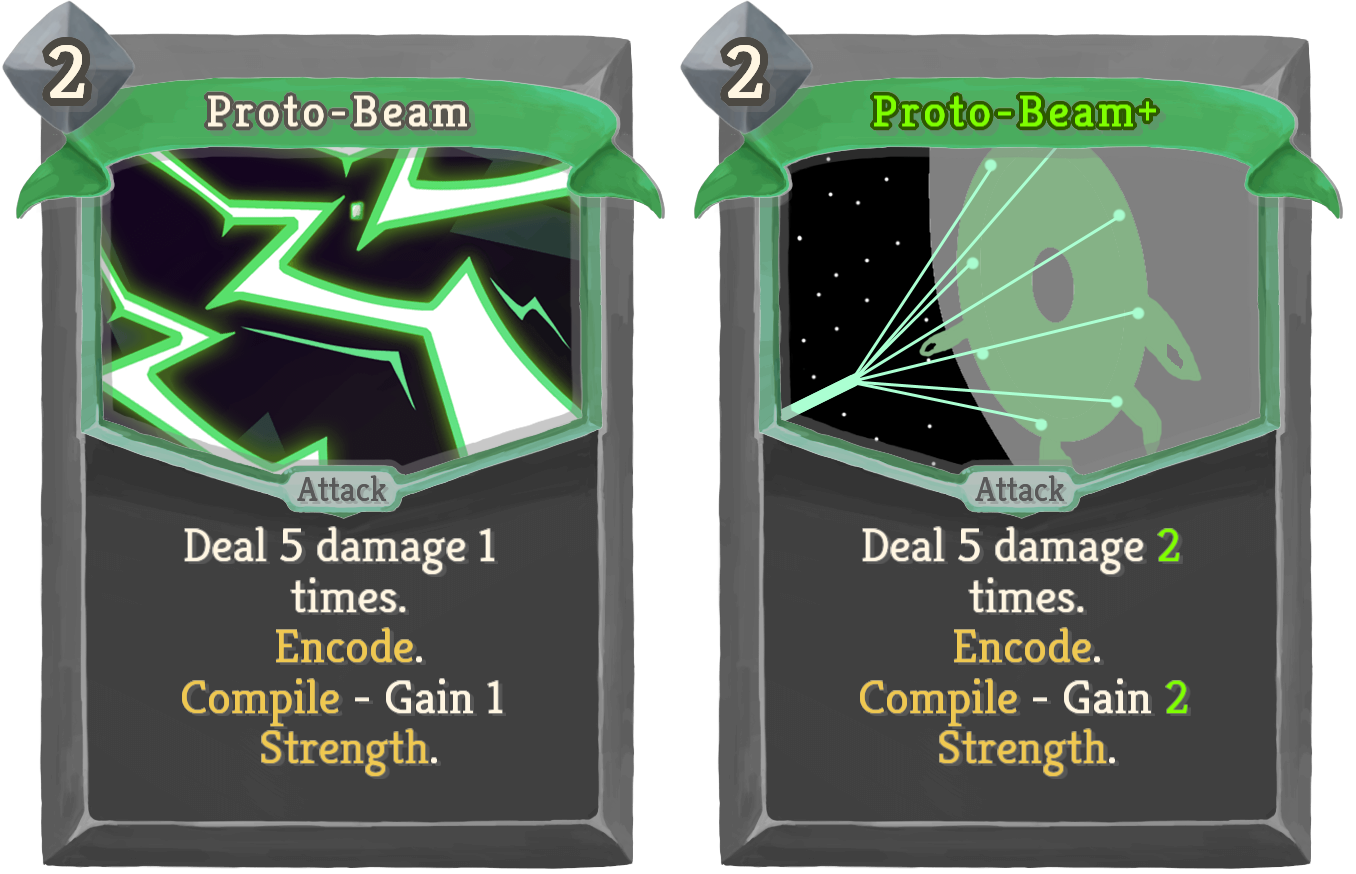 2
Proto-Beam
Attack
Deal 5 damage 1
times.
Encode.
Compile - Gain 1
Strength.
2
Proto-Beam+
Attack
Deal 5 damage 2
times.
Encode.
Compile - Gain 2
Strength.